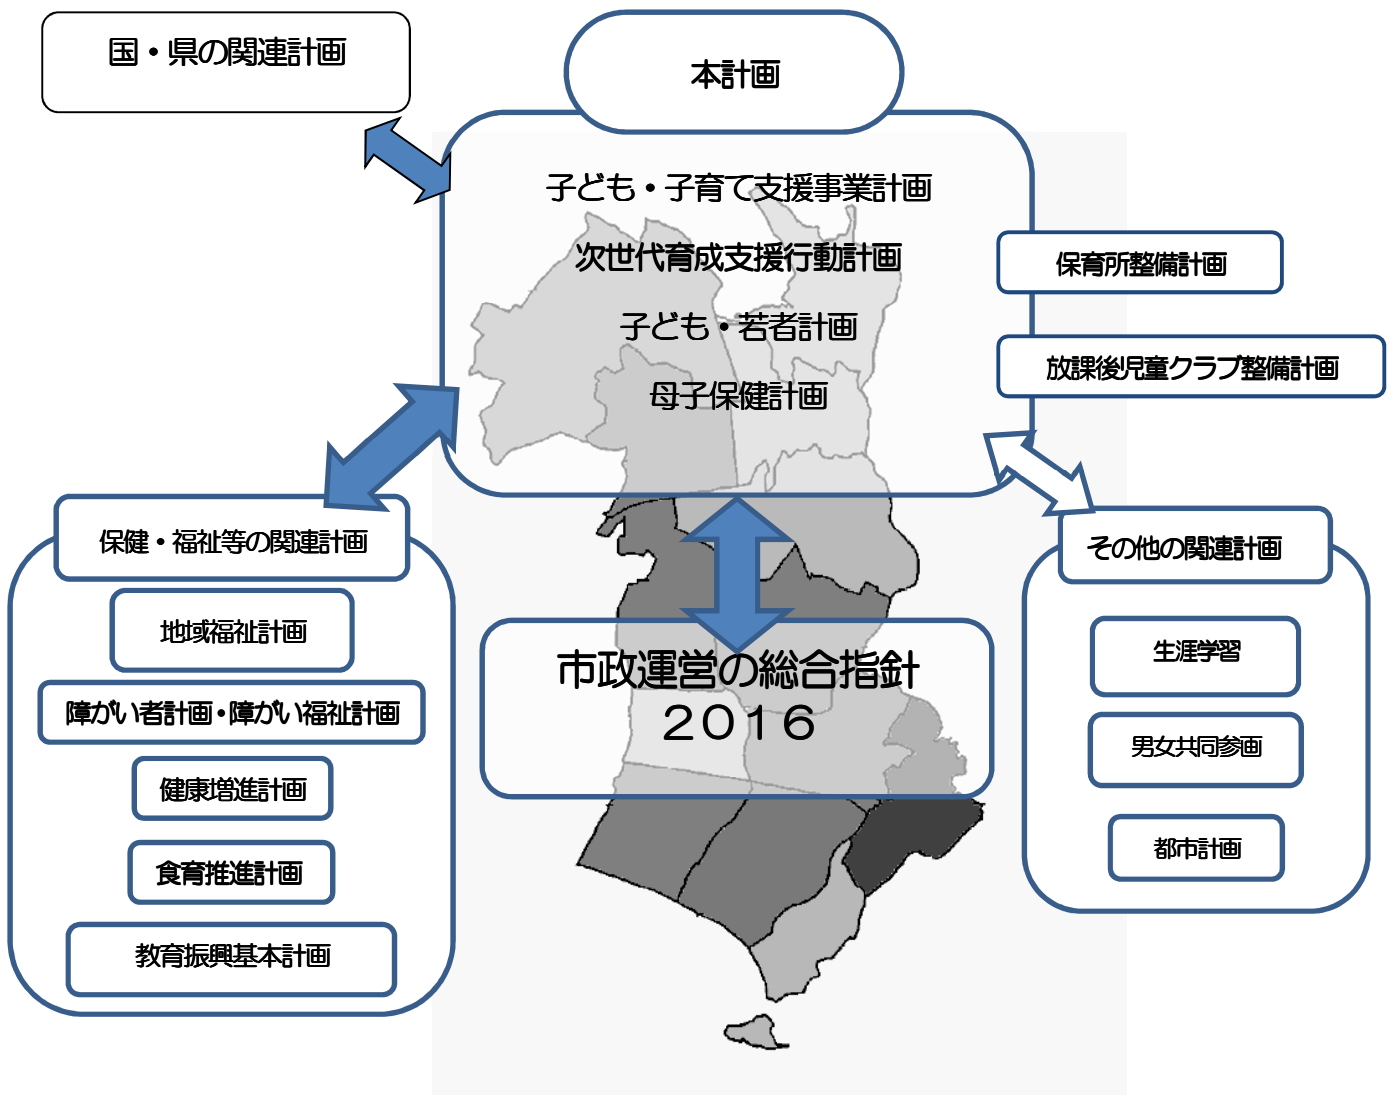 国・県の関連計画
本計画
子ども・子育て支援事業計画
次世代育成支援行動計画
子ども・若者計画
母子保健計画
保育所整備計画
放課後児童クラブ整備計画
保健・福祉等の関連計画
地域福祉計画
障がい者計画・障がい福祉計画
健康増進計画
食育推進計画
教育振興基本計画
市政運営の総合指針
２０１６
その他の関連計画
生涯学習
男女共同参画
都市計画